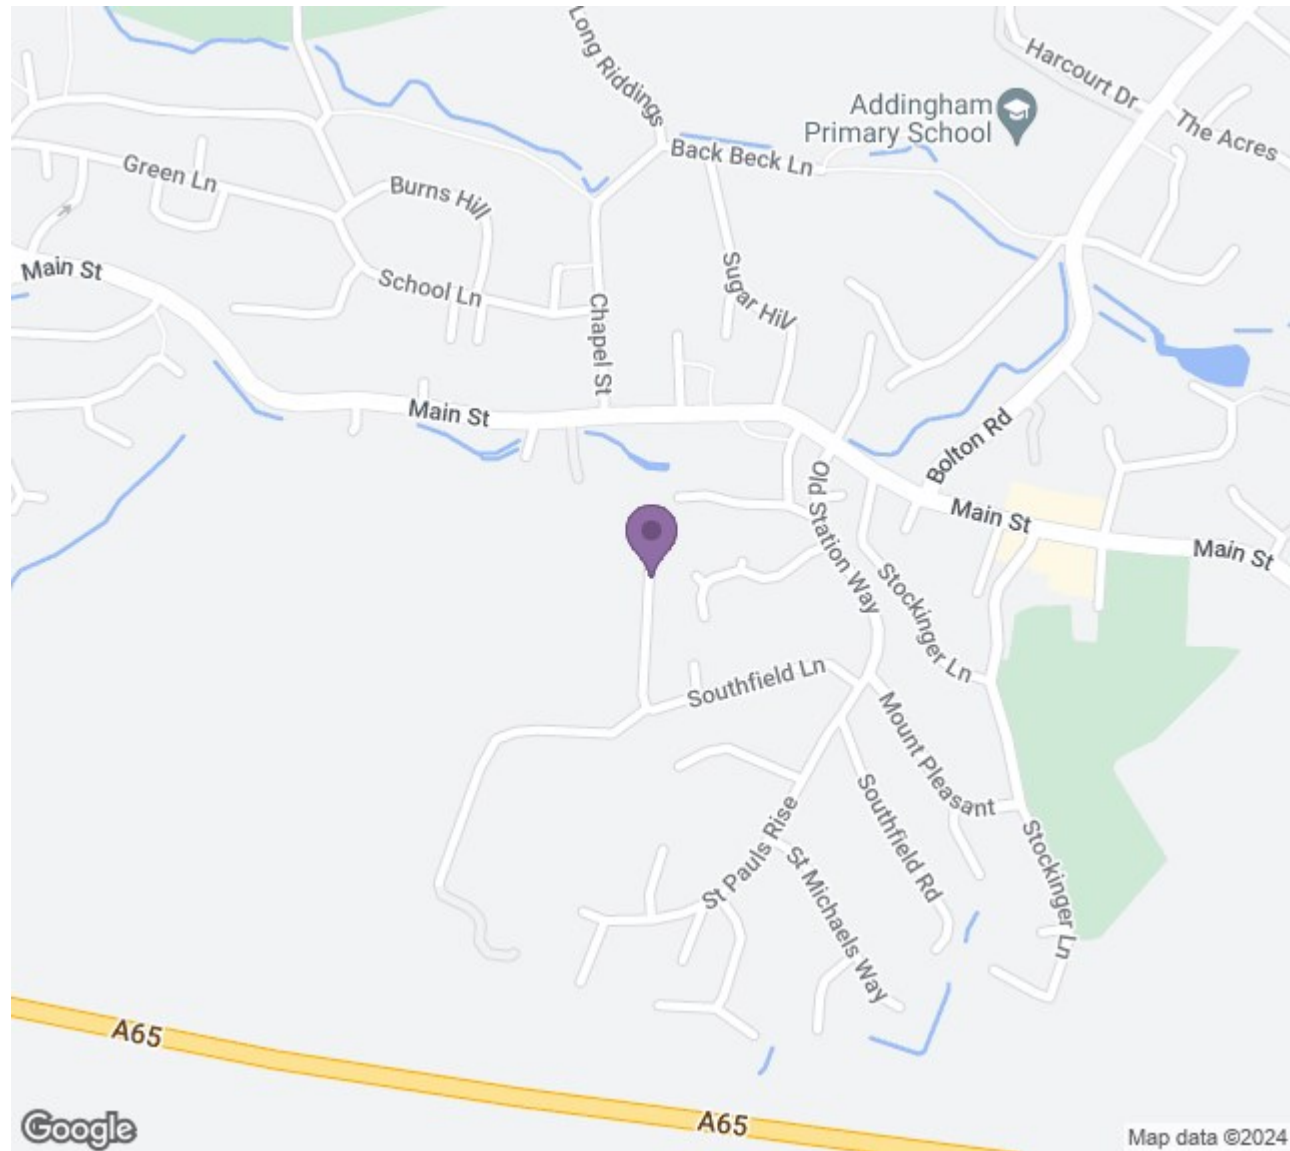 Long Riddings
Harcourt Dr
Addingham
Primary School
The Acres
Back Beck Ln
Green Ln
Burns Hill
Main St
School Ln
Sugar Hill
Chapel St
Main St
Bolton Rd
Old Station Way
Main St
Main St
Stockinger Ln
Southfield Ln
Mount Pleasant
Southfield Rd
St Pauls Rise
Stockinger Ln
St Michaels Way
A65
A65
Google
Map data ©2024